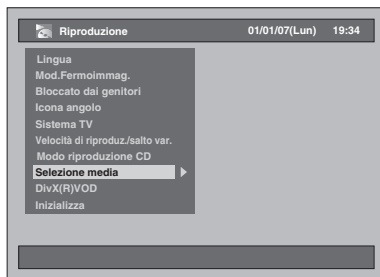 Riproduzione 01/01/07(Lun) 19:34
Lingua
Mod.Fermoimmag.
Bloccato dai genitori
Icona angolo
Sistema TV
Velocità di riproduz./salto var.
Modo riproduzione CD
Selezione media
DivX(R)VOD
Inizializza